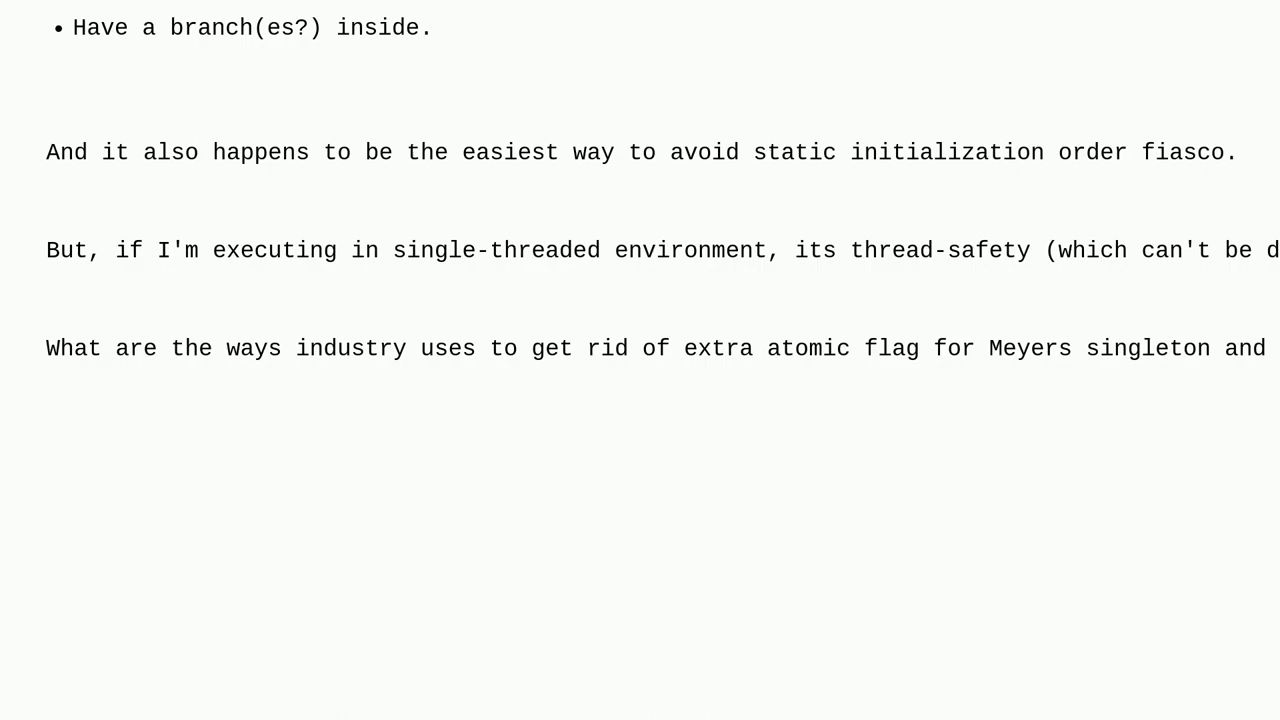 • Have a branch(es?) inside.
And it also happens to be the easiest way to avoid static initialization order fiasco.
But, if I'm executing in single-threaded environment, its thread-safety (which can't be d
What are the ways industry uses to get rid of extra atomic flag for Meyers singleton and